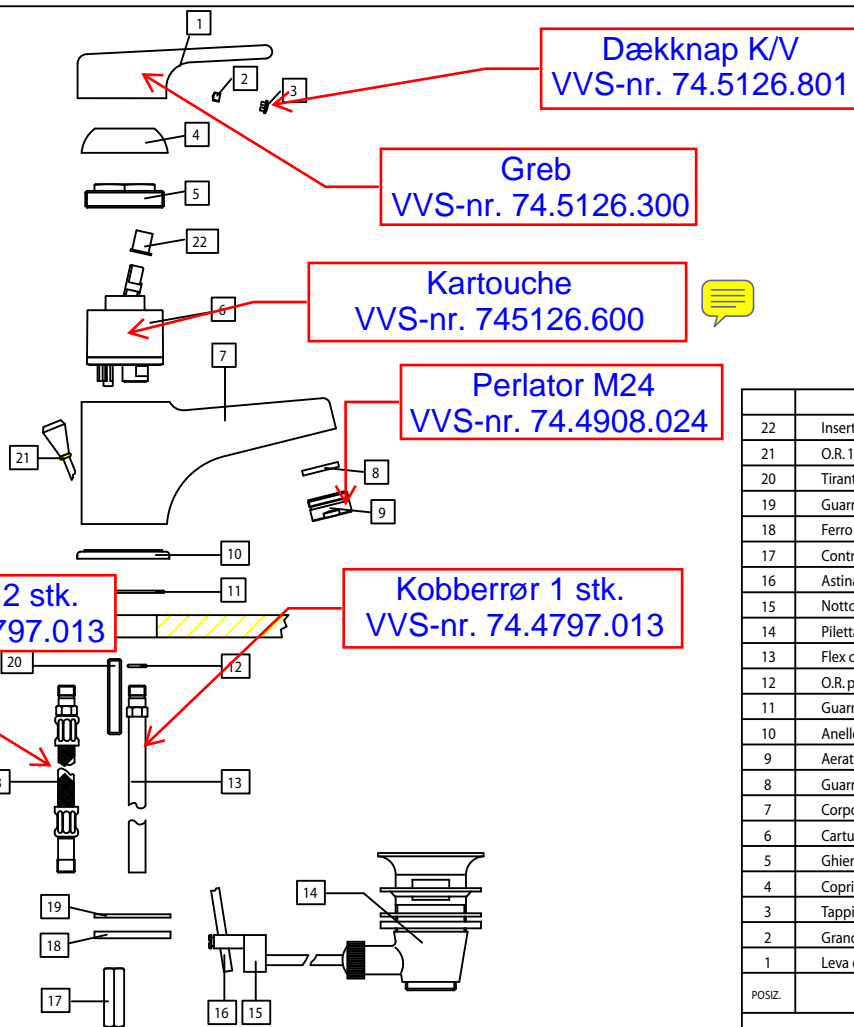 1
Dækknap K/V
VVS-nr. 74.5126.801
2
3
4
Greb
VVS-nr. 74.5126.300
5
22
Kartouche
VVS-nr. 745126.600
6
7
Perlator M24
VVS-nr. 74.4908.024
21
8
9
10
11
2 stk.
797.013
Kobberrør 1 stk.
VVS-nr. 74.4797.013
20
12
3
13
14
19
18
17
16
15
22 Insert
21 O.R. 1
20 Tirant
19 Guarn
18 Ferro
17 Contr
16 Astina
15 Notto
14 Piletta
13 Flex c
12 O.R. p
11 Guarn
10 Anello
9 Aerat
8 Guarn
7 Corpo
6 Cartu
5 Ghier
4 Copri
3 Tappi
2 Grano
1 Leva
POSIZ.